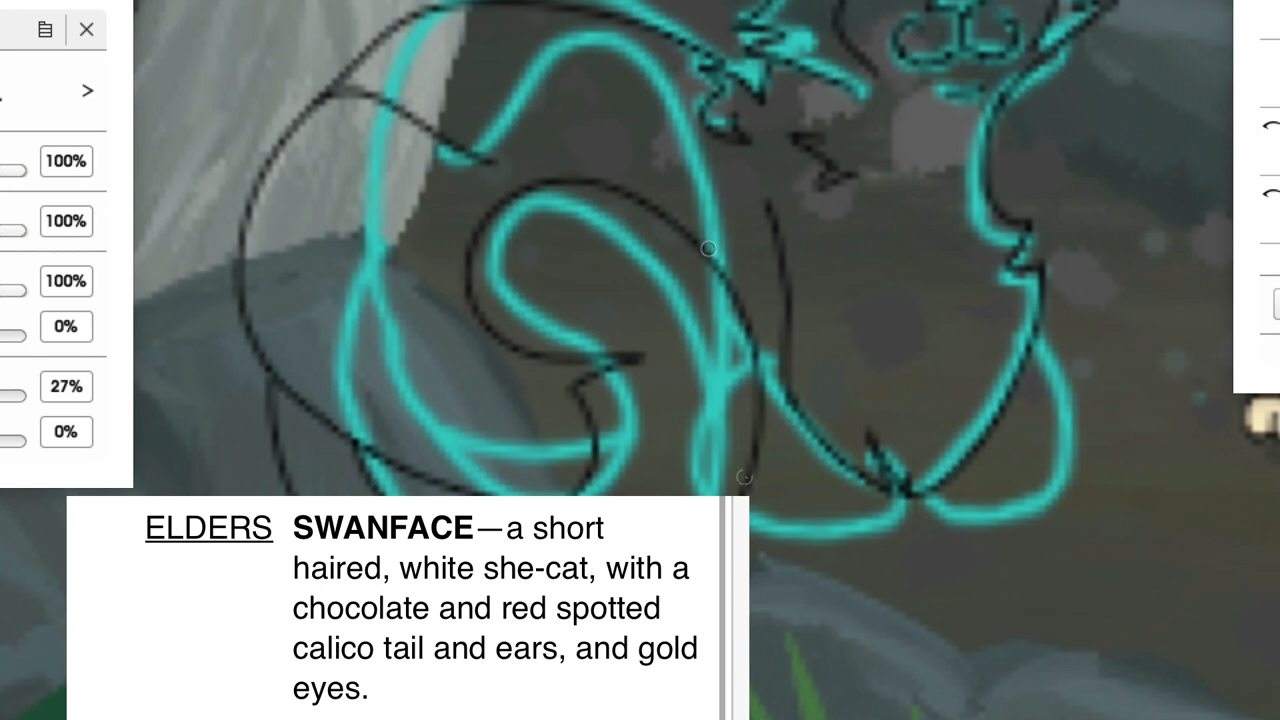 100%
100%
100%
0%
27%
0%
ELDERS SWANFACE—a short
haired, white she-cat, with a
chocolate and red spotted
calico tail and ears, and gold
eyes.